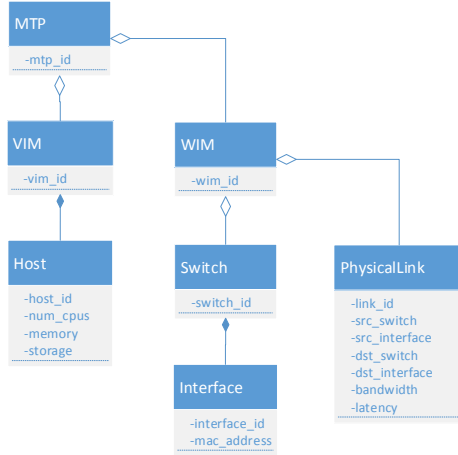 MTP
-mtp_id
VIM
-vim_id
WIM
-wim_id
Host
-host_id
-num_cpus
-memory
-storage
Switch
-switch_id
PhysicalLink
-link_id
-src_switch
-src_interface
-dst_switch
-dst_interface
-bandwidth
-latency
Interface
-interface_id
-mac_address